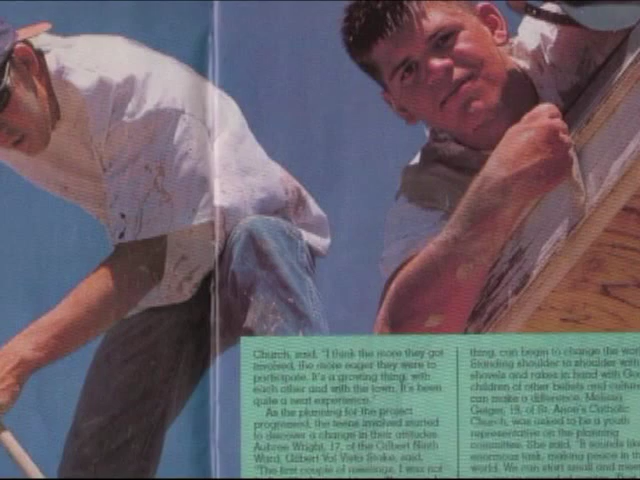 Church, said, "I think the more they got
involved, the more eager they were to
participate. It's a growing thing, with
each other and with the town. It's been
quite a neat experience."
As the planning for the project
progressed, the teens involved started
to discover a change in their attitudes.
Aubree Wright, 17, of the Gilbert Ninth
Ward, Gilbert Val Vista Stake, said,
"The first couple of meetings, I was not
thing, can begin to change the
Standing shoulder to shoulder with
shovels and rakes in hand with
children of other beliefs and
can make a difference. Melissa
Geiger, 18, of St. Anne's Catholic
Church, was asked to be a youth
representative on the planning
committee. She said, "It sounds like
enormous task, making peace in the
world. We can start small and